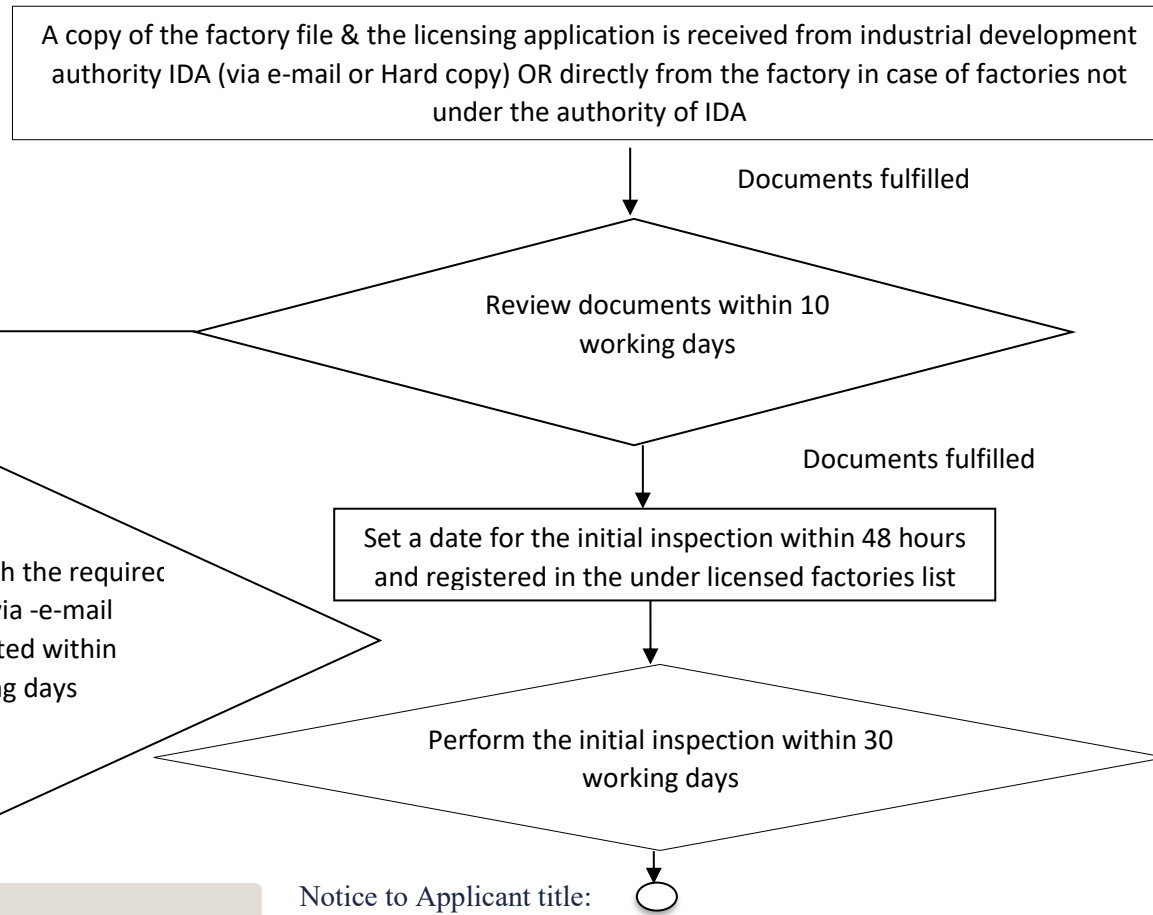 A copy of the factory file & the licensing application is received from industrial development
authority IDA (via e-mail or Hard copy) OR directly from the factory in case of factories not
under the authority of IDA
Documents fulfilled
Review documents within 10
working days
Documents fulfilled
Set a date for the initial inspection within 48 hours
and registered in the under licensed factories list
the required
-e-mail
within
days
Perform the initial inspection within 30
working days
Notice to Applicant title: